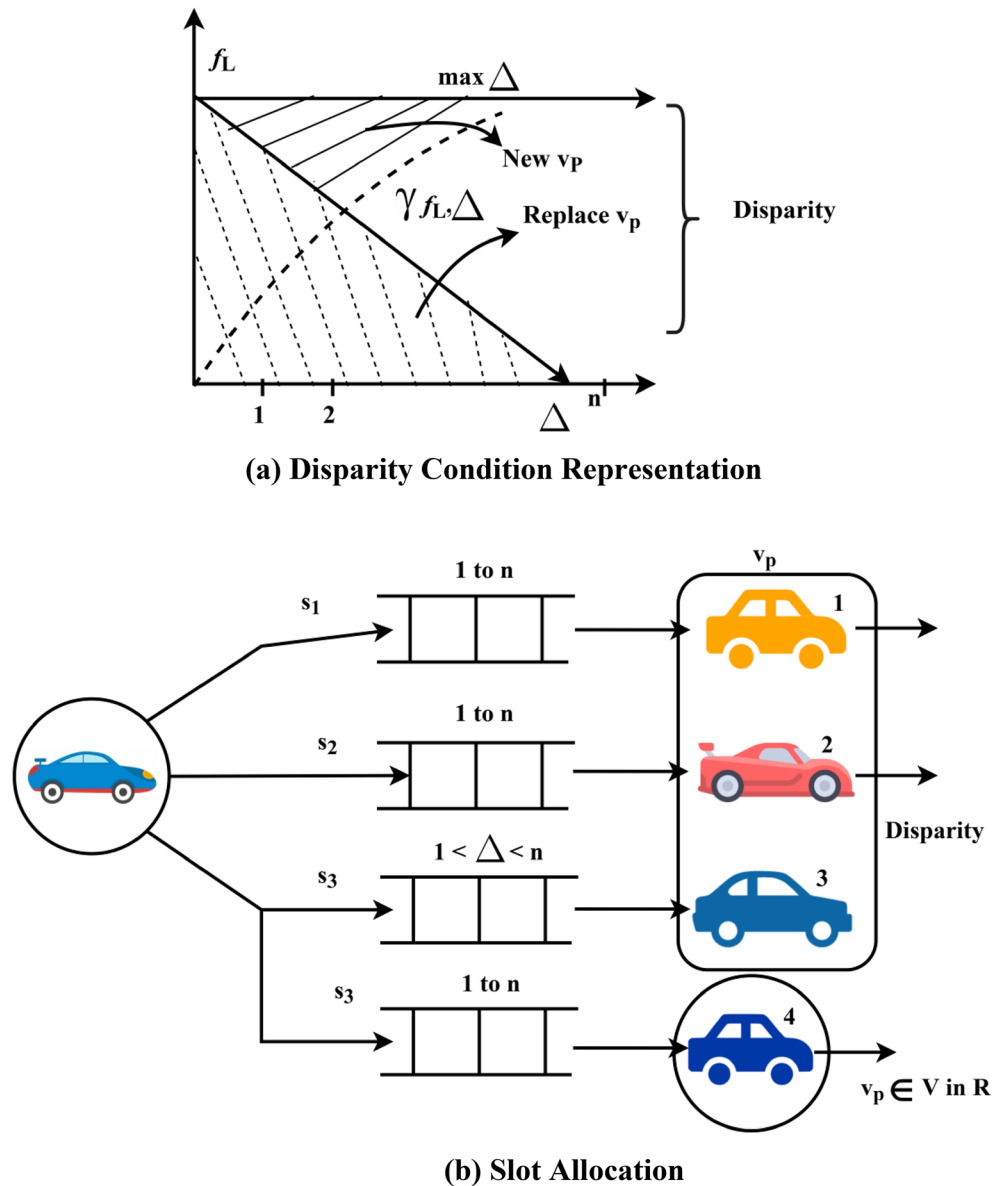 fL
max Δ
New vP
γ fL,Δ
Replace vp
Disparity
1
2
n
Δ
(a) Disparity Condition Representation
vp
1 to n
s1
1
1 to n
s2
2
Disparity
1 < Δ < n
s3
3
1 to n
s3
4
vp ∈ V in R
(b) Slot Allocation